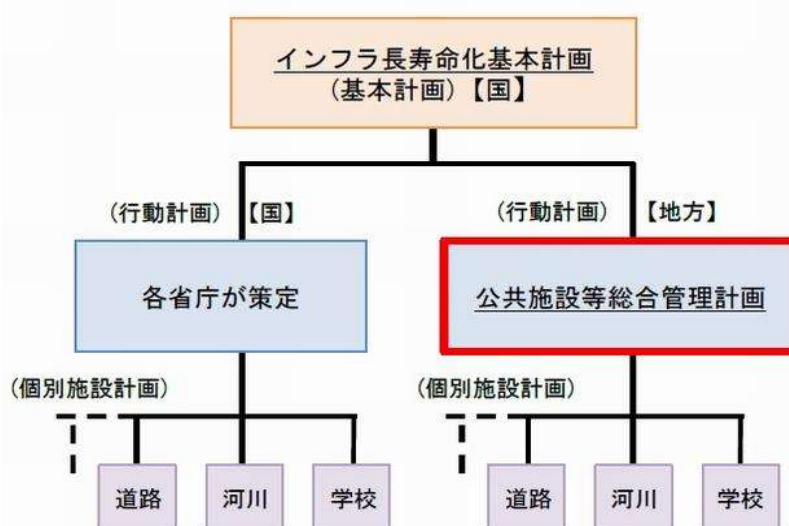 インフラ長寿命化基本計画
(基本計画)【国】
(行動計画)【国】
(行動計画)【地方】
各省庁が策定
公共施設等総合管理計画
(個別施設計画)
(個別施設計画)
道路
河川
学校
道路
河川
学校